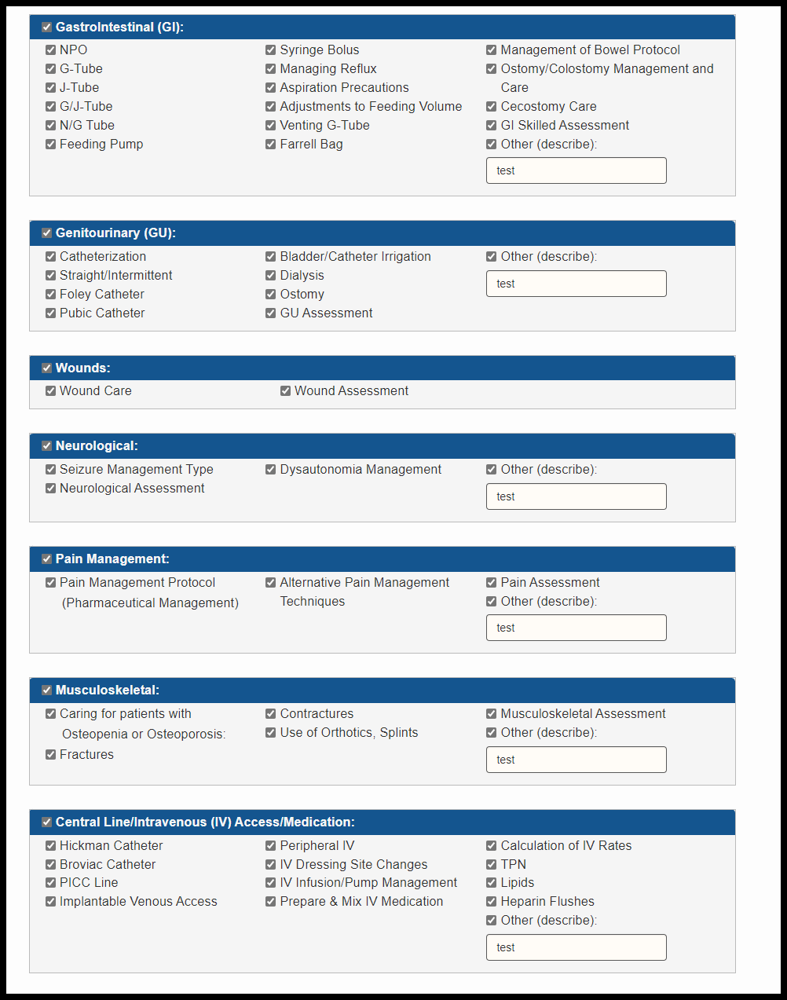 GastroIntestinal (GI):
NPO
G-Tube
J-Tube
G/J-Tube
N/G Tube
Feeding Pump
Syringe Bolus
Managing Reflux
Aspiration Precautions
Adjustments to Feeding Volume
Venting G-Tube
Farrell Bag
Management of Bowel Protocol
Ostomy/Colostomy Management and
Care
Cecostomy Care
GI Skilled Assessment
Other (describe):
test
Genitourinary (GU):
Catheterization
Straight/Intermittent
Foley Catheter
Pubic Catheter
Bladder/Catheter Irrigation
Dialysis
Ostomy
GU Assessment
Other (describe):
test
Wounds:
Wound Care
Wound Assessment
Neurological:
Seizure Management Type
Neurological Assessment
Dysautonomia Management
Other (describe):
test
Pain Management:
Pain Management Protocol
(Pharmaceutical Management)
Alternative Pain Management
Techniques
Pain Assessment
Other (describe):
test
Musculoskeletal:
Caring for patients with
Osteopenia or Osteoporosis:
Fractures
Contractures
Use of Orthotics, Splints
Musculoskeletal Assessment
Other (describe):
test
Central Line/Intravenous (IV) Access/Medication:
Hickman Catheter
Broviac Catheter
PICC Line
Implantable Venous Access
Peripheral IV
IV Dressing Site Changes
IV Infusion/Pump Management
Prepare & Mix IV Medication
Calculation of IV Rates
TPN
Lipids
Heparin Flushes
Other (describe):
test